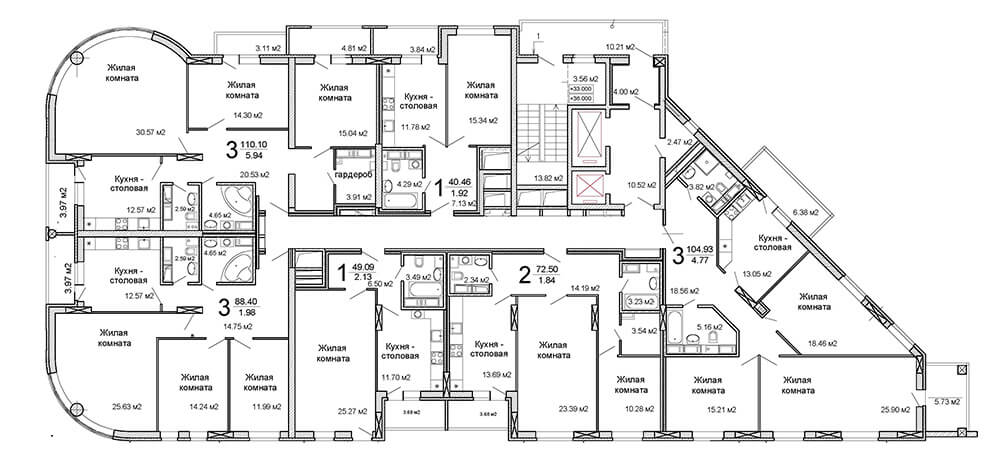 3.11 м2
4.81 м2
3.84 м2
1
10.21 м2
Жилая
комната
30.57 м2
Жилая
комната
14.30 м2
Жилая
комната
15.04 м2
Кухня -
столовая
11.78 м2
Жилая
комната
15.34 м2
3.56 м2
+33.000
+36.000
4.00 м2
13.82 м2
10.52 м2
2.47 м2
3 110.10
5.94
20.53 м2
гардероб
3.91 м2
4.29 м2
1 40.46
1.92
7.13 м2
3.97 м2
Кухня -
столовая
12.57 м2
2.59 м2
4.65 м2
3.82 м2
6.38 м2
3 104.93
4.77
Кухня -
столовая
13.05 м2
18.56 м2
5.16 м2
Жилая
комната
18.46 м2
3.97 м2
Кухня -
столовая
12.57 м2
2.59 м2
4.65 м2
3 88.40
1.98
14.75 м2
1 49.09
2.13
6.50 м2
3.49 м2
2.34 м2
2 72.50
1.84
14.19 м2
3.23 м2
3.54 м2
Жилая
комната
25.63 м2
Жилая
комната
14.24 м2
Жилая
комната
11.99 м2
Жилая
комната
25.27 м2
Кухня -
столовая
11.70 м2
3.68 м2
Кухня -
столовая
13.69 м2
3.68 м2
Жилая
комната
23.39 м2
Жилая
комната
10.28 м2
Жилая
комната
15.21 м2
Жилая
комната
25.90 м2
5.73 м2